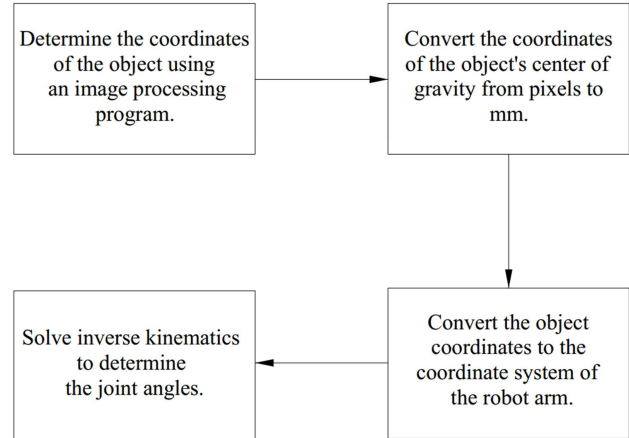 Determine the coordinates
of the object using
an image processing
program.
Convert the coordinates
of the object's center of
gravity from pixels to
mm.
Convert the object
coordinates to the
coordinate system of
the robot arm.
Solve inverse kinematics
to determine
the joint angles.